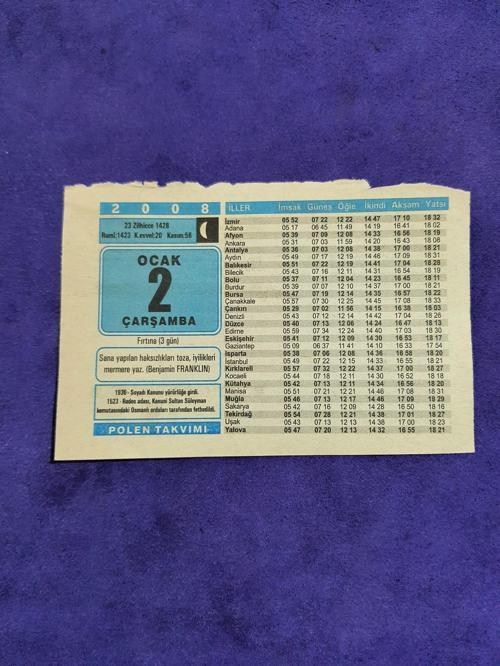 2008
23 Zilhicce 1428
Rumî:1423 K.evvel:20 Kasım:56
OCAK
2
ÇARŞAMBA
Fırtına (3 gün)
Sana yapılan haksızlıkları toza, iyilikleri
mermere yaz. (Benjamin FRANKLIN)
1936- Soyadı Kanunu yürürlüğe girdi.
1523- Rodos adası, Kanuni Sultan Süleyman
komutasındaki Osmanlı orduları tarafından fethedildi.
POLEN TAKVİMİ
İLLER İmsak Güneş Öğle İkindi Akşam Yatsı
İzmir 05 52 07 22 12 22 14 47 17 10 18 32
Adana 05 17 06 45 11 49 14 19 16 41 18 02
Afyon 05 39 07 09 12 08 14 33 16 56 18 19
Ankara 05 31 07 03 11 59 14 20 16 43 18 08
Antalya 05 36 07 03 12 08 14 38 17 00 18 21
Aydın 05 49 07 17 12 19 14 46 17 09 18 31
Balıkesir 05 51 07 22 12 19 14 41 17 04 18 28
Bilecik 05 43 07 16 12 11 14 31 16 54 18 19
Bolu 05 37 07 11 12 04 14 23 16 45 18 11
Burdur 05 39 07 07 12 10 14 37 17 00 18 21
Bursa 05 47 07 19 12 14 14 35 16 57 18 22
Çanakkale 05 57 07 30 12 25 14 45 17 08 18 33
Çankırı 05 29 07 02 11 56 14 15 16 38 18 03
Denizli 05 43 07 12 12 14 14 42 17 04 18 26
Düzce 05 40 07 13 12 06 14 24 16 47 18 13
Edirne 05 59 07 34 12 24 14 40 17 03 18 30
Eskişehir 05 41 07 12 12 09 14 30 16 53 18 17
Gaziantep 05 09 06 37 11 41 14 10 16 33 17 54
Isparta 05 38 07 06 12 08 14 36 16 58 18 20
İstanbul 05 49 07 22 12 15 14 33 16 55 18 21
Kırklareli 05 57 07 32 12 22 14 37 17 00 18 27
Kocaeli 05 44 07 18 12 11 14 30 16 52 18 18
Kütahya 05 42 07 13 12 11 14 34 16 56 18 20
Manisa 05 51 07 21 12 21 14 46 17 09 18 31
Muğla 05 46 07 13 12 17 14 46 17 09 18 29
Sakarya 05 42 07 16 12 09 14 28 16 50 18 16
Tekirdağ 05 54 07 28 12 21 14 38 17 01 18 27
Uşak 05 43 07 13 12 13 14 38 17 00 18 23
Yalova 05 47 07 20 12 13 14 32 16 55 18 21